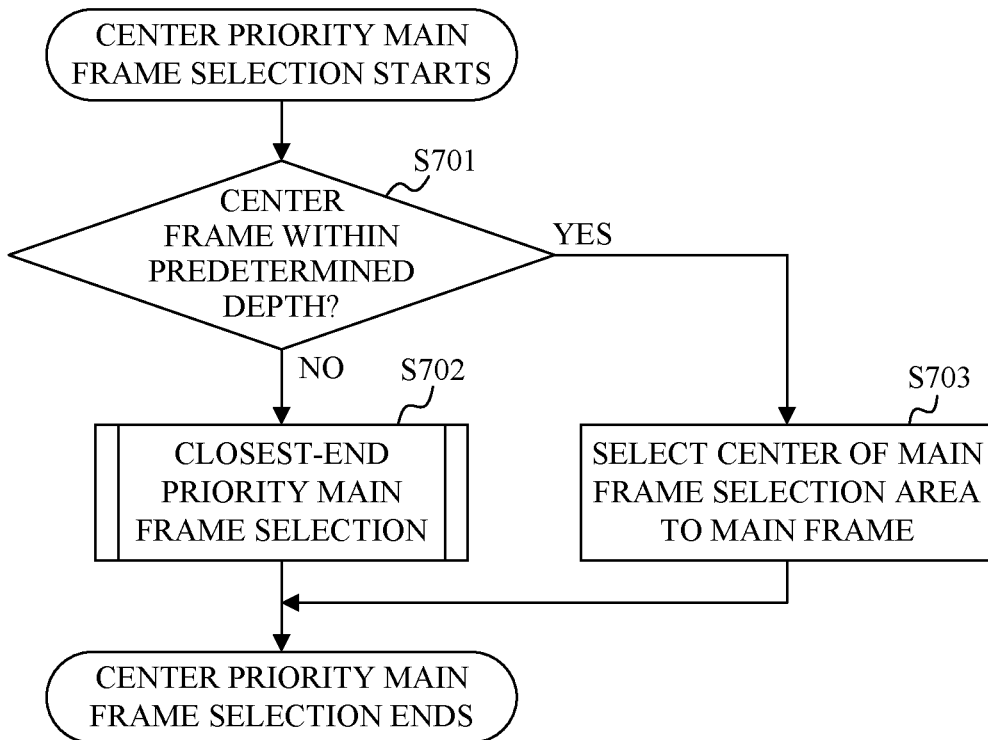 CENTER PRIORITY MAIN
FRAME SELECTION STARTS
S701
CENTER
FRAME WITHIN
PREDETERMINED
DEPTH?
YES
NO
S702
CLOSEST-END
PRIORITY MAIN
FRAME SELECTION
S703
SELECT CENTER OF MAIN
FRAME SELECTION AREA
TO MAIN FRAME
CENTER PRIORITY MAIN
FRAME SELECTION ENDS